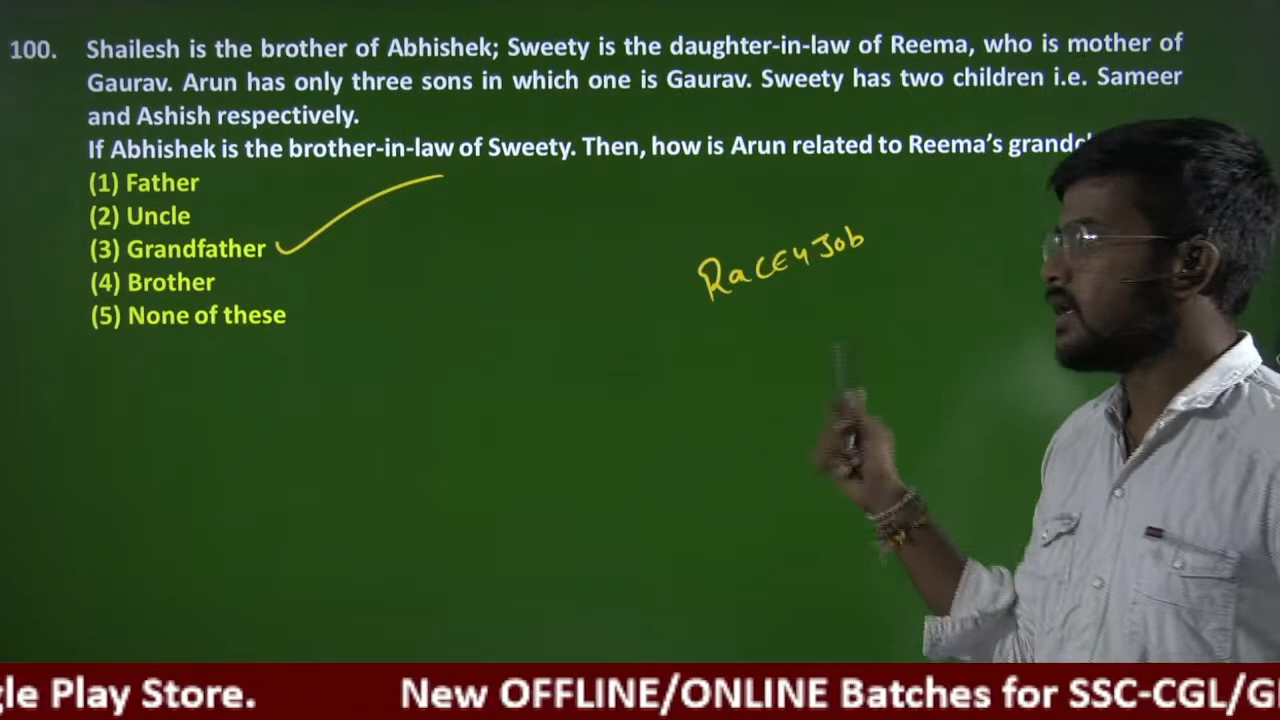 100. Shailesh is the brother of Abhishek; Sweety is the daughter-in-law of Reema, who is mother of
Gaurav. Arun has only three sons in which one is Gaurav. Sweety has two children i.e. Sameer
and Ashish respectively.
If Abhishek is the brother-in-law of Sweety. Then, how is Arun related to Reema's
(1) Father
(2) Uncle
(3) Grandfather
(4) Brother
(5) None of these
Race4Job
Play Store. New OFFLINE/ONLINE Batches for SSC-CGL/